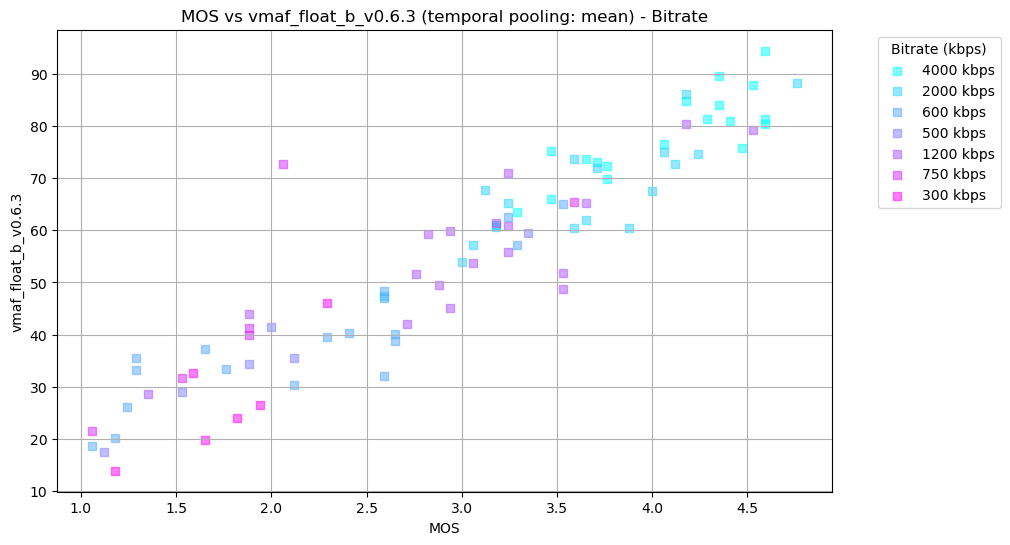 MOS vs vmaf_float_b_v0.6.3 (temporal pooling: mean) - Bitrate
vmaf_float_b_v0.6.3
90
80
70
60
50
40
30
20
10
1.0 1.5 2.0 2.5 3.0 3.5 4.0 4.5
MOS
Bitrate (kbps)
4000 kbps
2000 kbps
600 kbps
500 kbps
1200 kbps
750 kbps
300 kbps